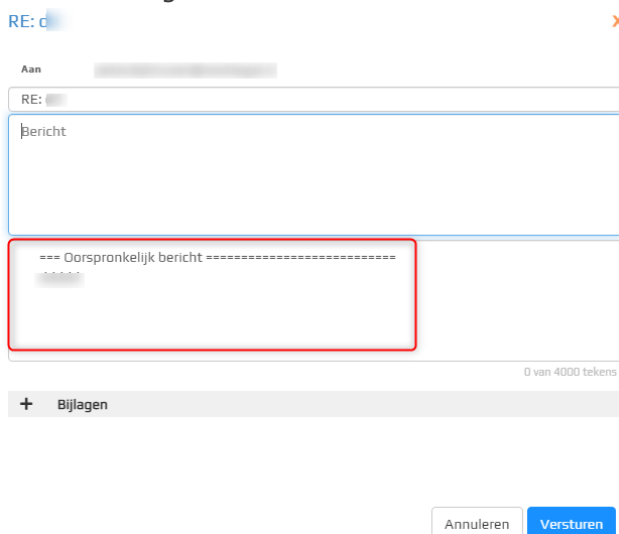 RE: d
X
Aan
RE:
Bericht
=== Oorspronkelijk bericht ===========================
0 van 4000 tekens
+ Bijlagen
Annuleren Versturen